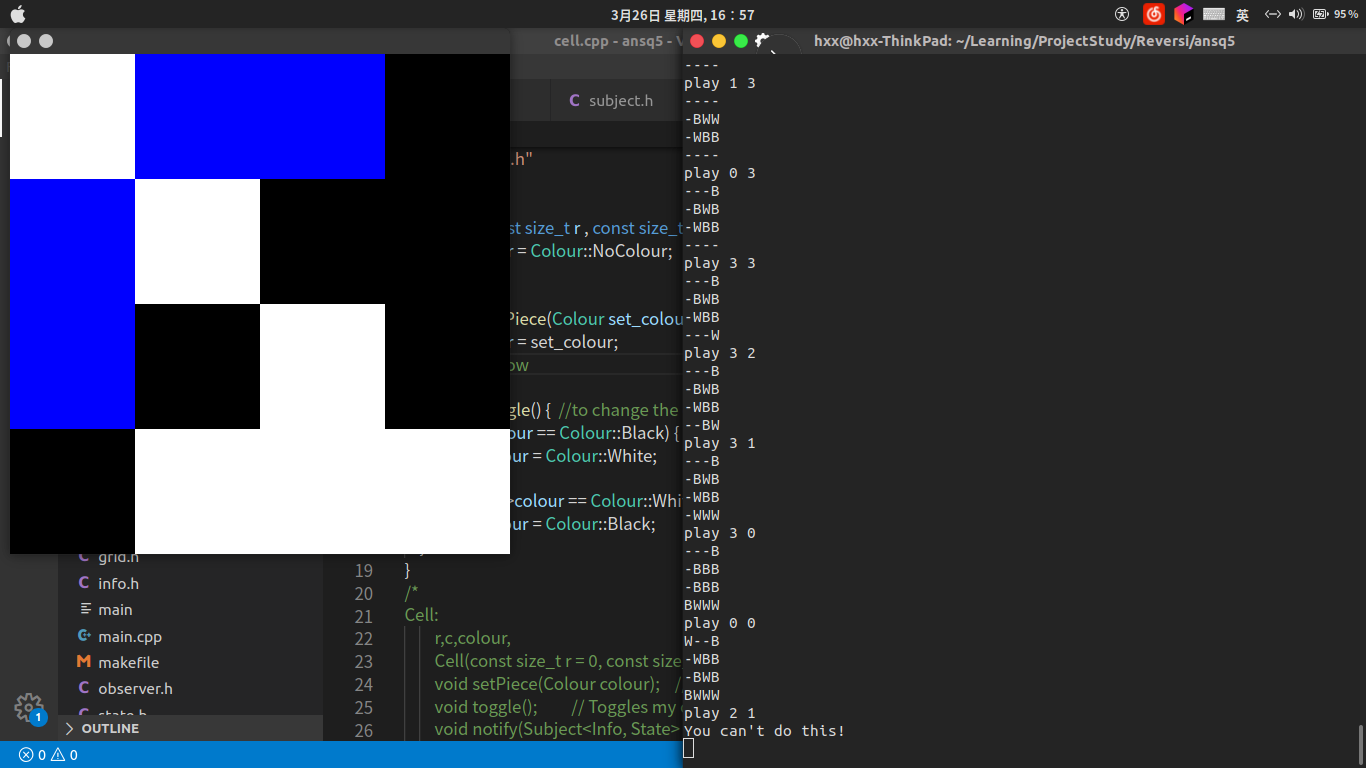 3月26日 星期四, 16：57
英
95%
cell.cpp - ansq5 - V
subject.h
.h"
st size_t r , const size_t
r = Colour::NoColour;
Piece(Colour set_colou
r = set_colour;
ow
gle() { //to change the
our == Colour::Black) {
our = Colour::White;
>colour == Colour::Whi
our = Colour::Black;
19 }
20 /*
21 Cell:
22 r,c,colour,
23 Cell(const size_t r = 0, const size_
24 void setPiece(Colour colour); /
25 void toggle(); // Toggles my
26 void notify(Subject<Info, State>
grid.h
info.h
main
main.cpp
makefile
observer.h
state.h
OUTLINE
1
0 0
hxx@hxx-ThinkPad: ~/Learning/ProjectStudy/Reversi/ansq5
----
play 1 3
----
-BWW
-WBB
----
play 0 3
---B
-BWB
-WBB
----
play 3 3
---B
-BWB
-WBB
---W
play 3 2
---B
-BWB
-WBB
--BW
play 3 1
---B
-BWB
-WBB
-WWW
play 3 0
---B
-BBB
-BBB
BWWW
play 0 0
W--B
-WBB
-BWB
BWWW
play 2 1
You can't do this!